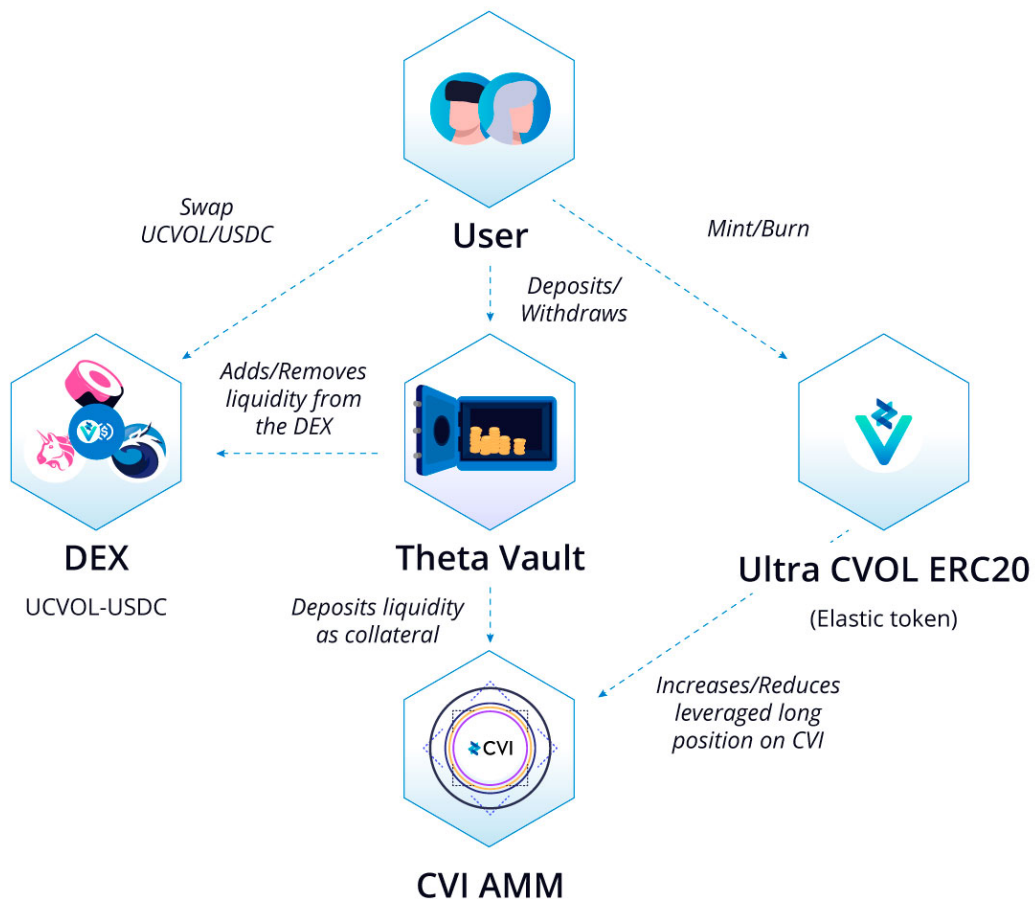 User
Swap
UCVOL/USDC
Mint/Burn
Deposits/
Withdraws
Adds/Removes
liquidity from
the DEX
DEX
UCVOL-USDC
Theta Vault
Ultra CVOL ERC20
(Elastic token)
Deposits liquidity
as collateral
Increases/Reduces
leveraged long
position on CVI
CVI
CVI AMM